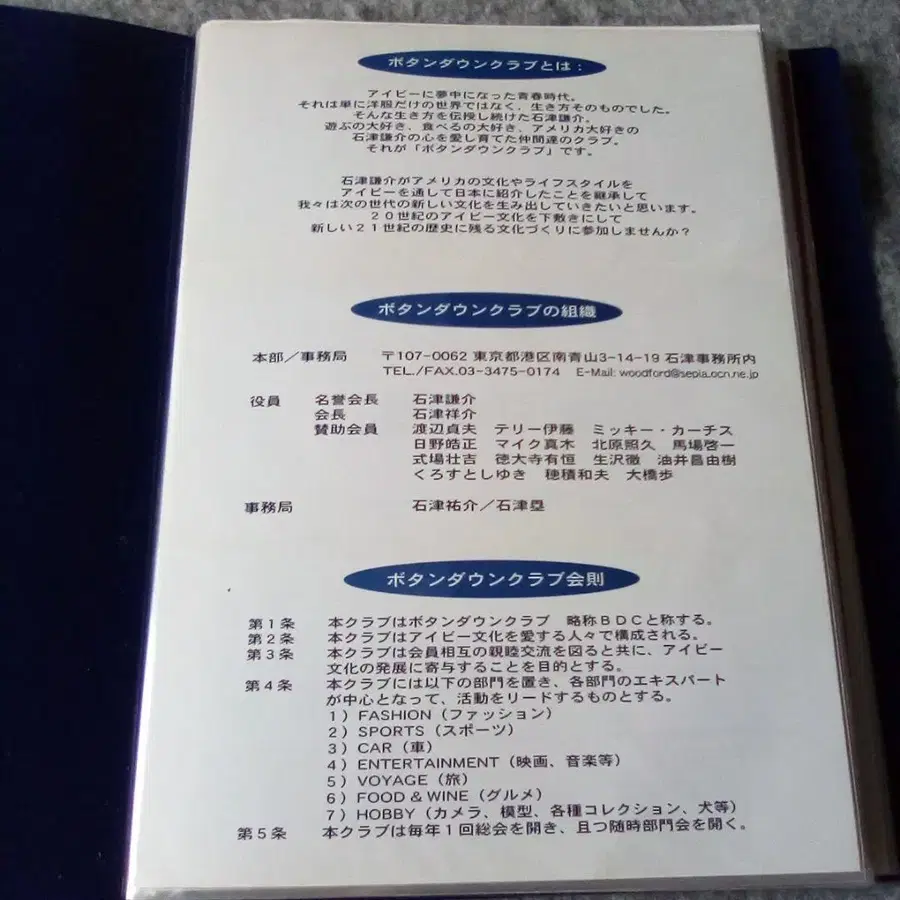 ボタンダウンクラブとは：
アイビーに夢中になった青春時代。
それは単に洋服だけの世界ではなく、生き方そのものでした。
そんな生き方を伝授し続けた石津謙介。
遊ぶの大好き、食べるの大好き、アメリカ大好きの
石津謙介の心を愛し育てた仲間達のクラブ。
それが「ボタンダウンクラブ」です。
石津謙介がアメリカの文化やライフスタイルを
アイビーを通して日本に紹介したことを継承して
我々は次の世代の新しい文化を生み出していきたいと思います。
２０世紀のアイビー文化を下敷きにして
新しい２１世紀の歴史に残る文化づくりに参加しませんか？
ボタンダウンクラブの組織
本部／事務局 〒107-0062 東京都港区南青山3-14-19 石津事務所内
TEL./FAX.03-3475-0174 E-Mail: woodford@sepia.ocn.ne.jp
役員 名誉会長 石津謙介
会長 石津祥介
賛助会員 渡辺貞夫 テリー伊藤 ミッキー・カーチス
日野皓正 マイク真木 北原照久 馬場啓一
式場壮吉 徳大寺有恒 生沢徹 油井昌由樹
くろすとしゆき 穂積和夫 大橋歩
事務局 石津祐介／石津塁
ボタンダウンクラブ会則
第１条 本クラブはボタンダウンクラブ 略称ＢＤＣと称する。
第２条 本クラブはアイビー文化を愛する人々で構成される。
第３条 本クラブは会員相互の親睦交流を図ると共に、アイビー
文化の発展に寄与することを目的とする。
第４条 本クラブには以下の部門を置き、各部門のエキスパート
が中心となって、活動をリードするものとする。
１）FASHION（ファッション）
２）SPORTS（スポーツ）
３）CAR（車）
４）ENTERTAINMENT（映画、音楽等）
５）VOYAGE（旅）
６）FOOD & WINE（グルメ）
７）HOBBY（カメラ、模型、各種コレクション、犬等）
第５条 本クラブは毎年１回総会を開き、且つ随時部門会を開く。